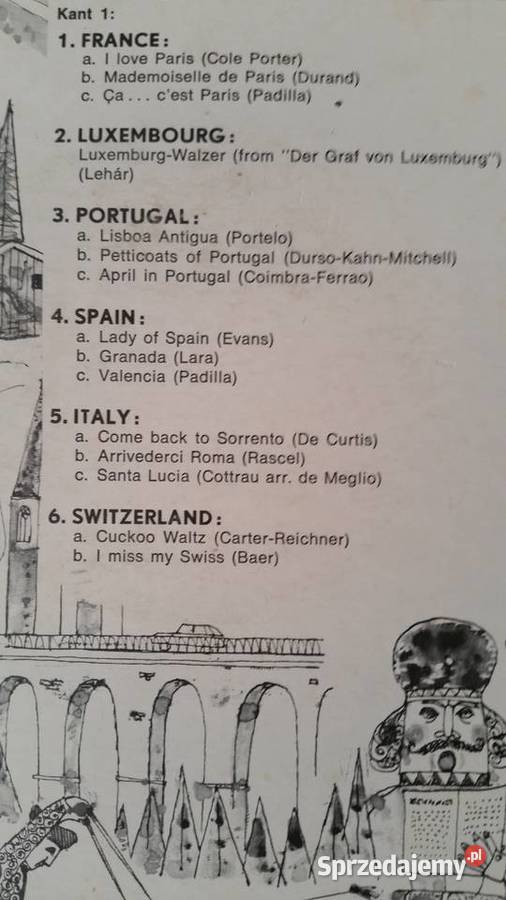 Kant 1:
1. FRANCE:
a. I love Paris (Cole Porter)
b. Mademoiselle de Paris (Durand)
c. Ça... c'est Paris (Padilla)
2. LUXEMBOURG:
Luxemburg-Walzer (from "Der Graf von Luxemburg")
(Lehár)
3. PORTUGAL:
a. Lisboa Antigua (Portelo)
b. Petticoats of Portugal (Durso-Kahn-Mitchell)
c. April in Portugal (Coimbra-Ferrao)
4. SPAIN:
a. Lady of Spain (Evans)
b. Granada (Lara)
c. Valencia (Padilla)
5. ITALY:
a. Come back to Sorrento (De Curtis)
b. Arrivederci Roma (Rascel)
c. Santa Lucia (Cottrau arr. de Meglio)
6. SWITZERLAND:
a. Cuckoo Waltz (Carter-Reichner)
b. I miss my Swiss (Baer)
Sprzedajemy.pl